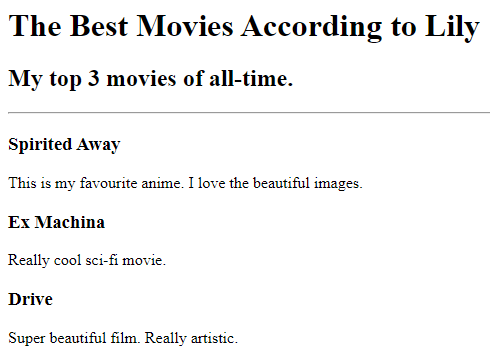 The Best Movies According to Lily
My top 3 movies of all-time.
Spirited Away
This is my favourite anime. I love the beautiful images.
Ex Machina
Really cool sci-fi movie.
Drive
Super beautiful film. Really artistic.